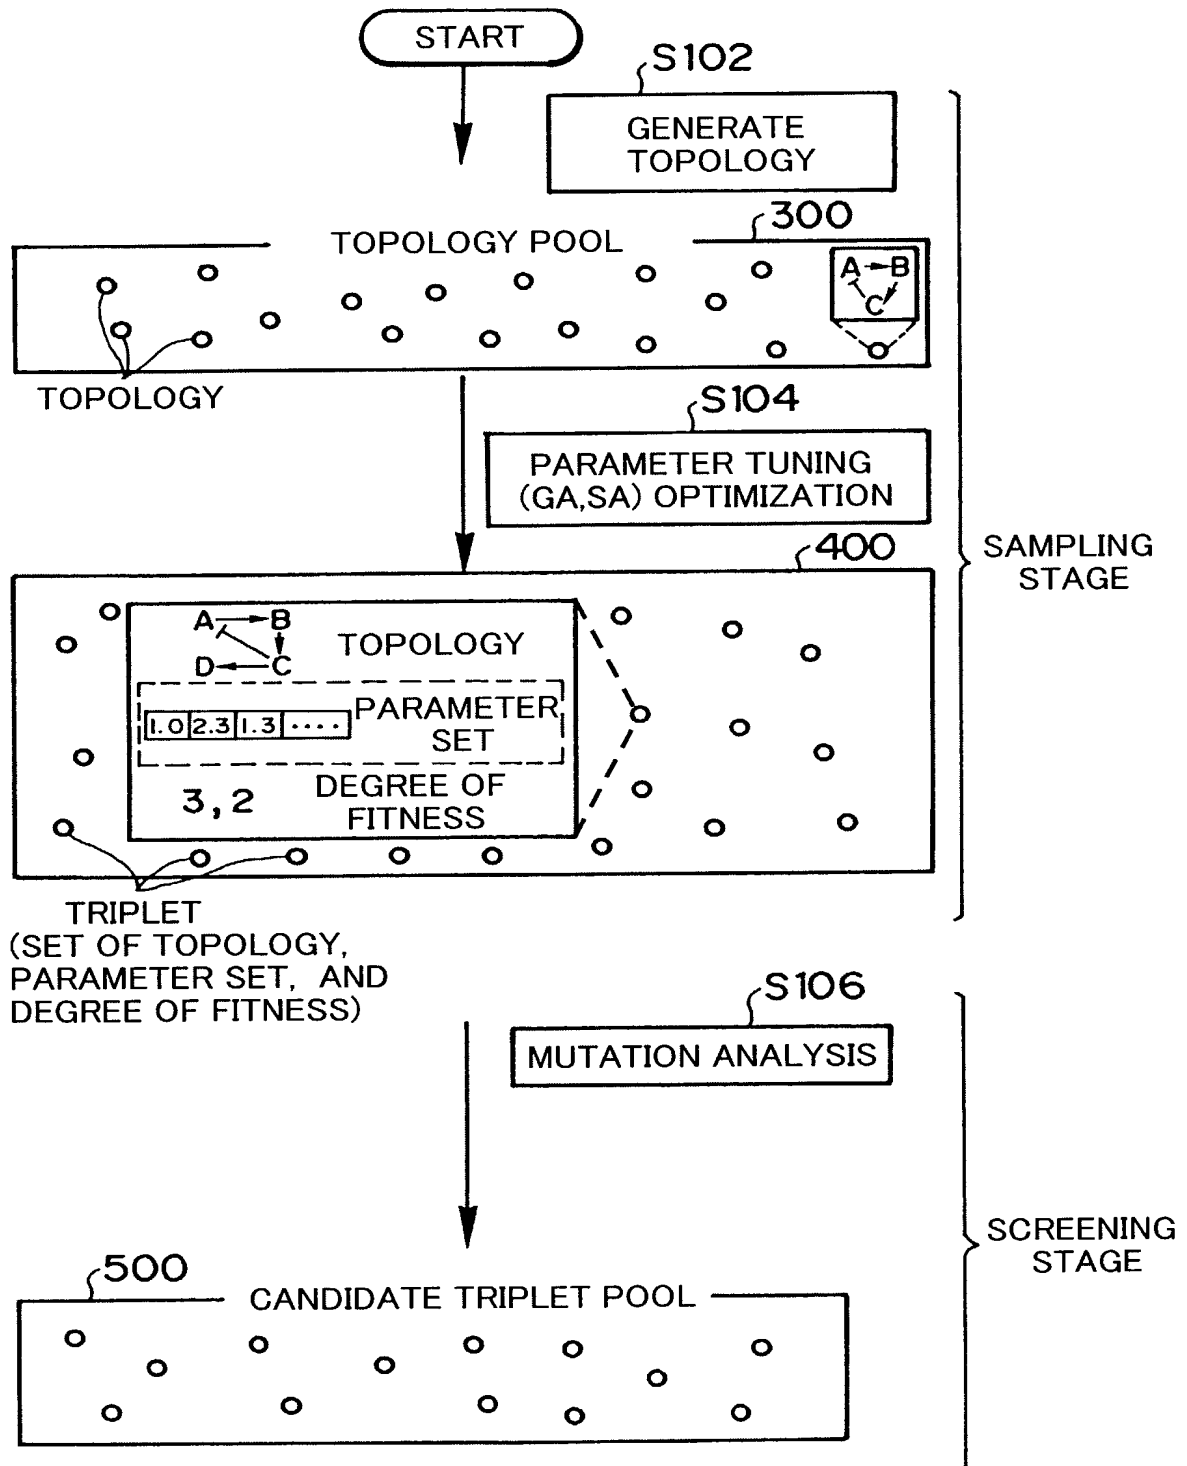 START
S102
GENERATE
TOPOLOGY
300
TOPOLOGY POOL
A B
C
TOPOLOGY
S104
PARAMETER TUNING
(GA,SA) OPTIMIZATION
400
SAMPLING
STAGE
A B
D C
TOPOLOGY
1.0 2.3 1.3 ....
PARAMETER
SET
3,2
DEGREE OF
FITNESS
TRIPLET
(SET OF TOPOLOGY,
PARAMETER SET, AND
DEGREE OF FITNESS)
S106
MUTATION ANALYSIS
SCREENING
STAGE
500
CANDIDATE TRIPLET POOL